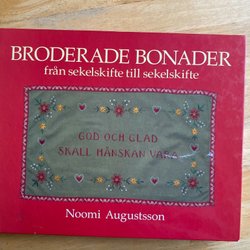 BRODERADE BONADER
från sekelskifte till sekelskifte
GOD OCH GLAD
SKALL MÄNSKAN VARA
Noomi Augustsson